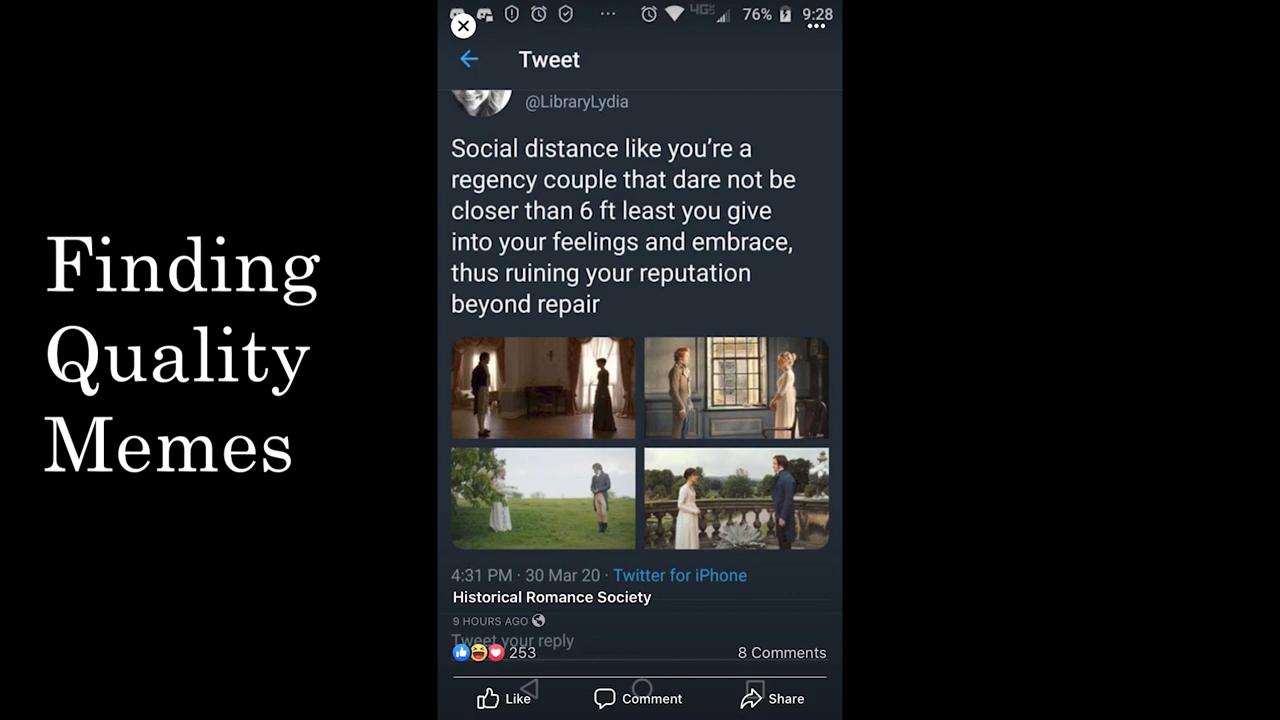 Finding
Quality
Memes
4G
76%
9:28
Tweet
@LibraryLydia
Social distance like you’re a
regency couple that dare not be
closer than 6 ft least you give
into your feelings and embrace,
thus ruining your reputation
beyond repair
4:31 PM · 30 Mar 20 · Twitter for iPhone
Historical Romance Society
9 HOURS AGO
Tweet your reply
253
8 Comments
Like
Comment
Share